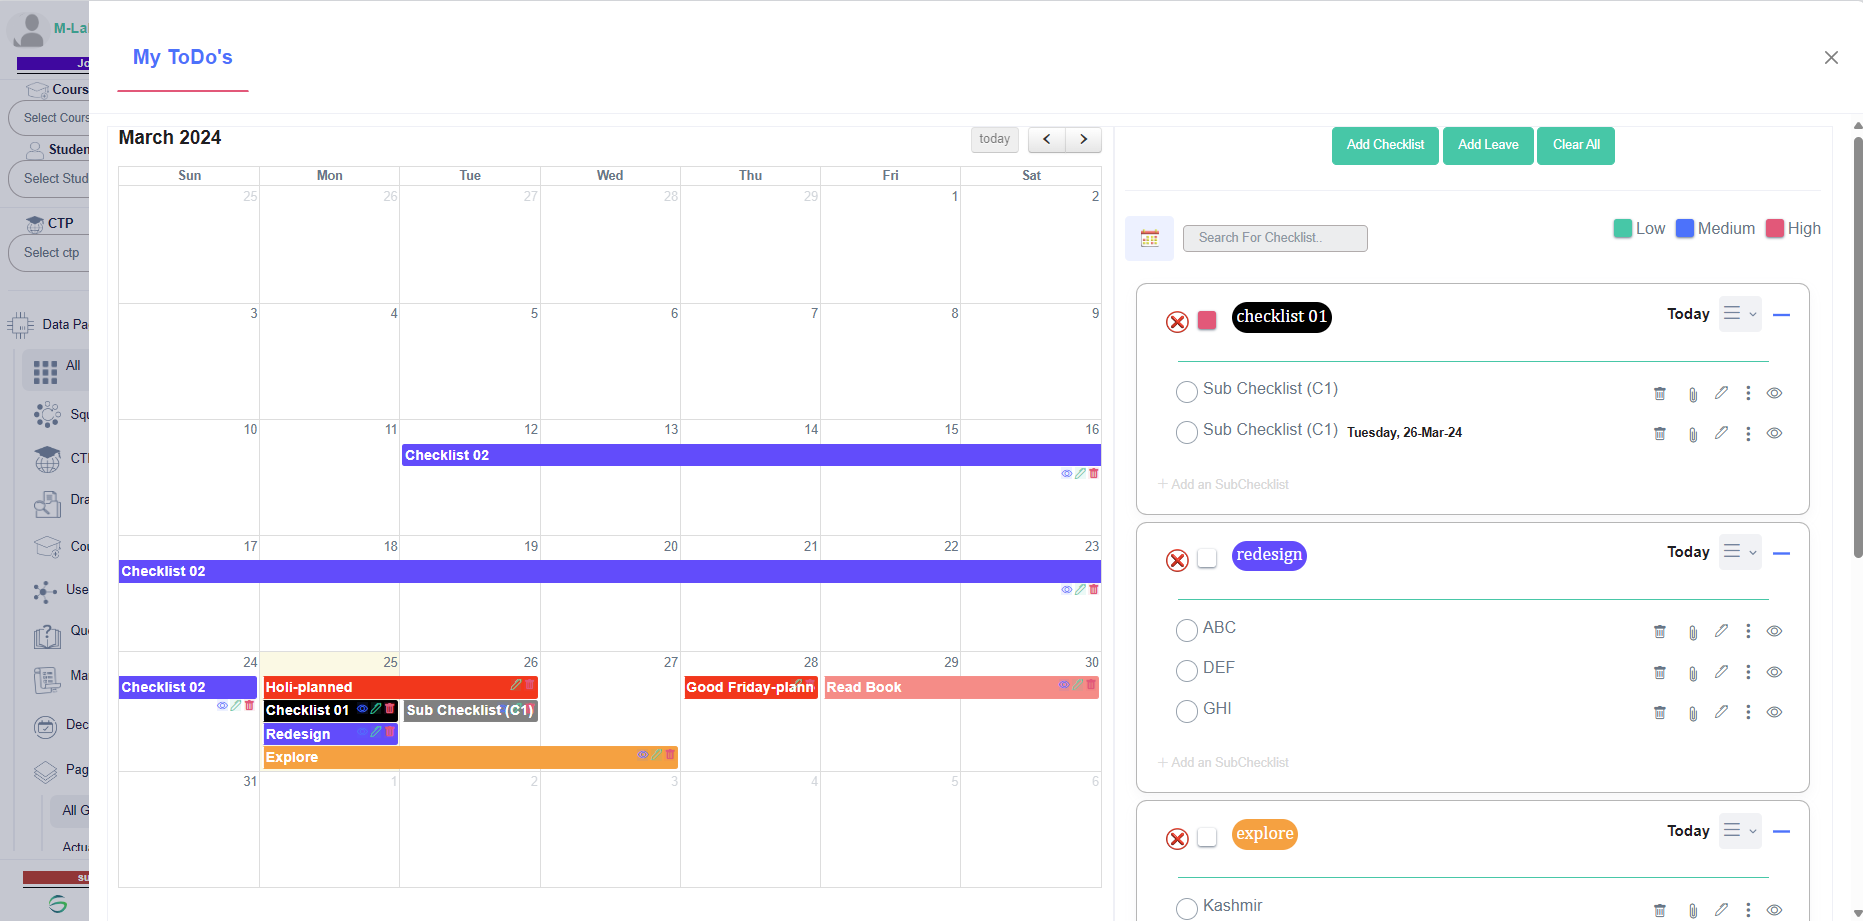 M-La
Jo
Cours
Select Cours
Studen
Select Stud
CTP
Select ctp
Data Pa
All
Squ
CTI
Dra
Cou
Use
Qu
Ma
Dec
Pag
All G
Actua
su
My ToDo's
March 2024
today
Sun Mon Tue Wed Thu Fri Sat
25 26 27 28 29 1 2
3 4 5 6 7 8 9
10 11 12 13 14 15 16
Checklist 02
17 18 19 20 21 22 23
Checklist 02
24 25 26 27 28 29 30
Checklist 02 Holi-planned Good Friday-plann Read Book
Checklist 01 Sub Checklist (C1)
Redesign
Explore
31 1 2 3 4 5 6
Add Checklist Add Leave Clear All
Search For Checklist..
Low Medium High
checklist 01 Today
Sub Checklist (C1)
Sub Checklist (C1) Tuesday, 26-Mar-24
+ Add an SubChecklist
redesign Today
ABC
DEF
GHI
+ Add an SubChecklist
explore Today
Kashmir